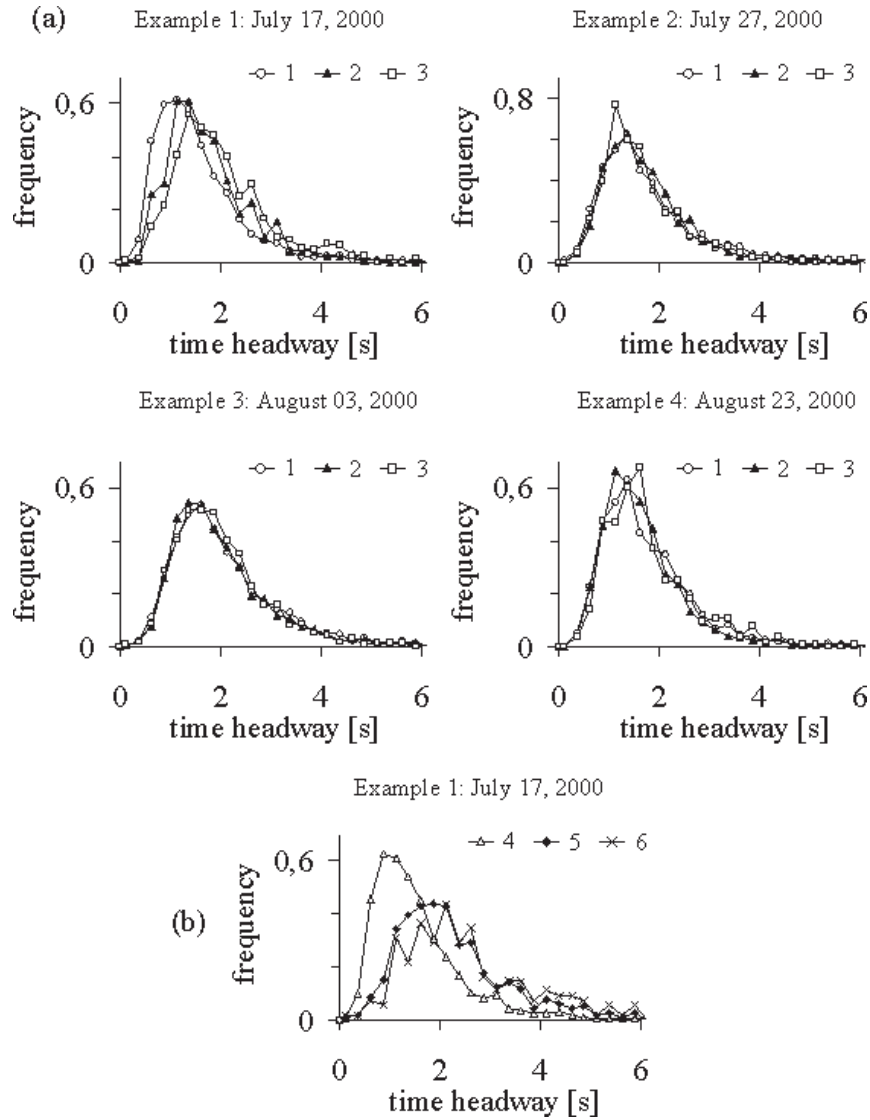 (a)
Example 1: July 17, 2000
1 2 3
frequency
0,6
0
0 2 4 6
time headway [s]
Example 2: July 27, 2000
1 2 3
frequency
0,8
0
0 2 4 6
time headway [s]
Example 3: August 03, 2000
1 2 3
frequency
0,6
0
0 2 4 6
time headway [s]
Example 4: August 23, 2000
1 2 3
frequency
0,6
0
0 2 4 6
time headway [s]
(b)
Example 1: July 17, 2000
4 5 6
frequency
0,6
0
0 2 4 6
time headway [s]